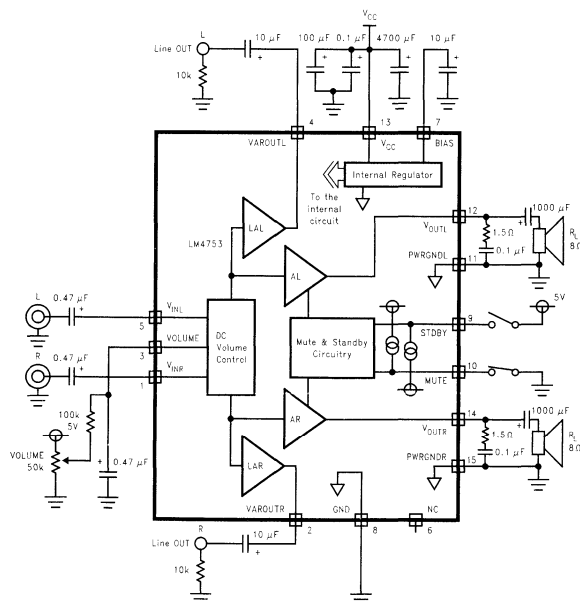 L
Line OUT
10 μF
10k
100 μF
0.1 μF
VCC
4700 μF
10 μF
4
13
7
VAROUTL
VCC
BIAS
Internal Regulator
To the
internal
circuit
LAL
LM4753
AL
12
VOUTL
1000 μF
1.5Ω
0.1 μF
RL
8Ω
PWRGNDL
11
L
0.47 μF
VINL
5
VOLUME
3
R
0.47 μF
VINR
1
DC
Volume
Control
Mute & Standby
Circuitry
9
STDBY
5V
10
MUTE
100k
5V
VOLUME
50k
0.47 μF
AR
LAR
14
VOUTR
1000 μF
1.5Ω
0.1 μF
RL
8Ω
15
PWRGNDR
VAROUTR
GND
NC
2
8
6
R
Line OUT
10 μF
10k